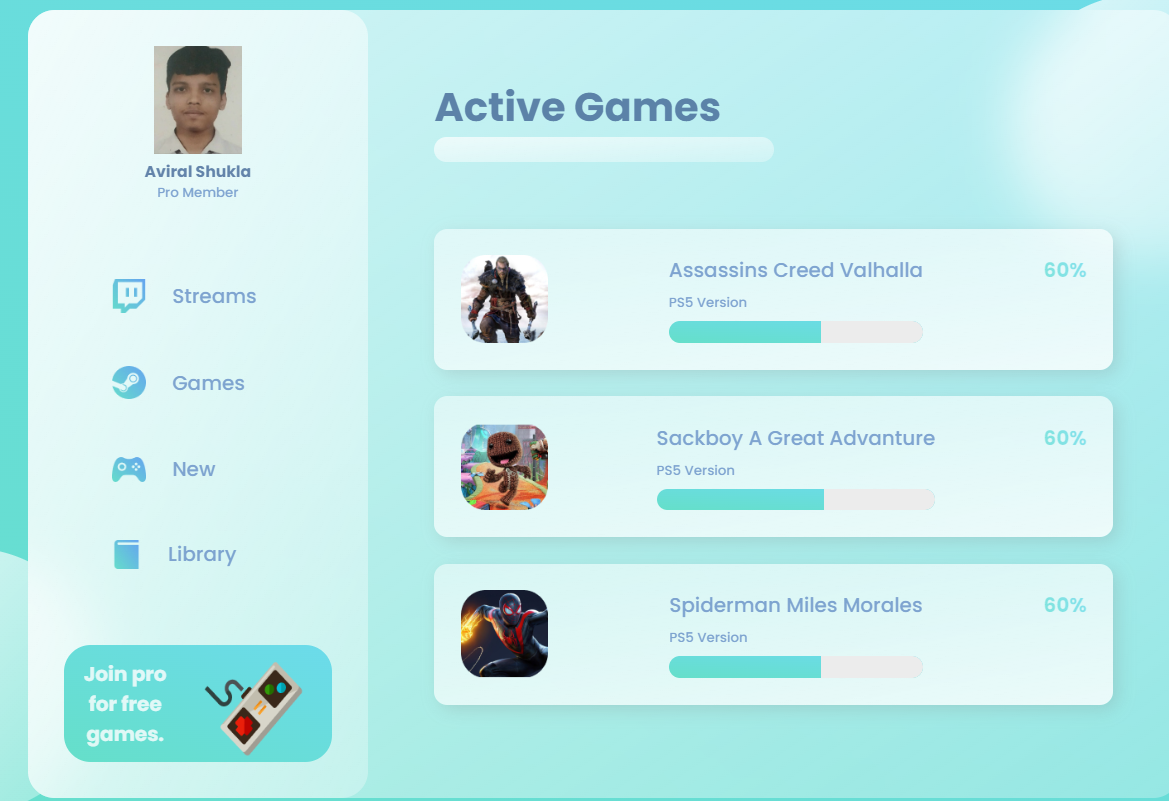 Aviral Shukla
Pro Member
Streams
Games
New
Library
Join pro
for free
games.
Active Games
Assassins Creed Valhalla
60%
PS5 Version
Sackboy A Great Advanture
60%
PS5 Version
Spiderman Miles Morales
60%
PS5 Version